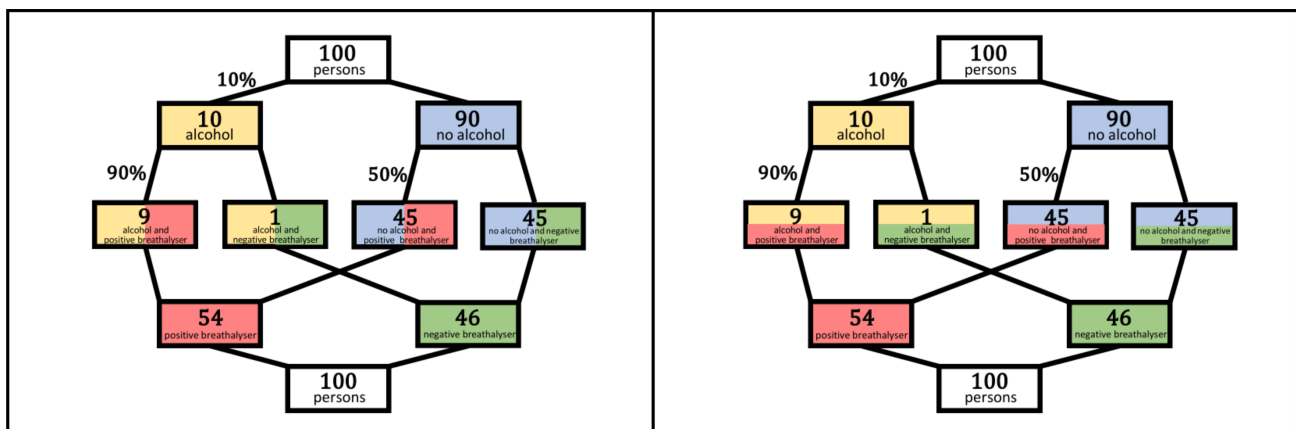 100
persons
10%
10
alcohol
90
no alcohol
90%
50%
9
alcohol and
positive breathalyser
1
alcohol and
negative breathalyser
45
no alcohol and
positive breathalyser
45
no alcohol and negative
breathalyser
54
positive breathalyser
46
negative breathalyser
100
persons
100
persons
10%
10
alcohol
90
no alcohol
90%
50%
9
alcohol and
positive breathalyser
1
alcohol and
negative breathalyser
45
no alcohol and
positive breathalyser
45
no alcohol and negative
breathalyser
54
positive breathalyser
46
negative breathalyser
100
persons